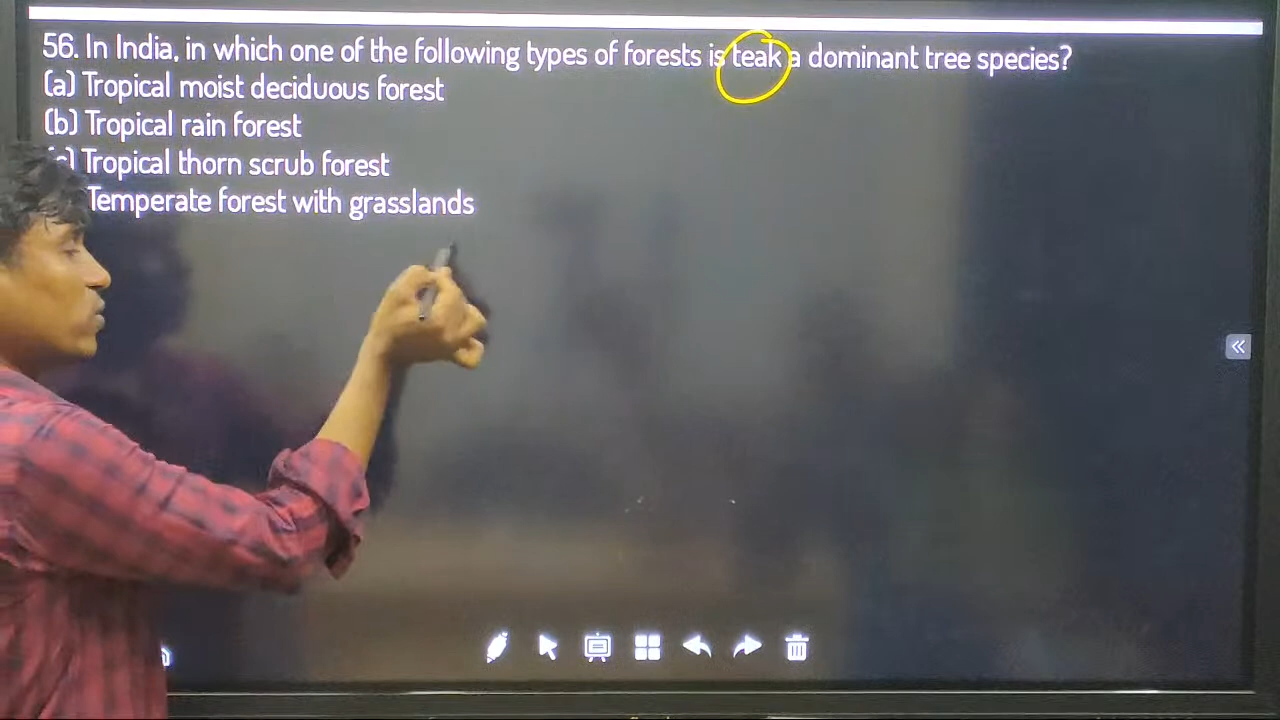 56. In India, in which one of the following types of forests is teak a dominant tree species?
(a) Tropical moist deciduous forest
(b) Tropical rain forest
(c) Tropical thorn scrub forest
Temperate forest with grasslands